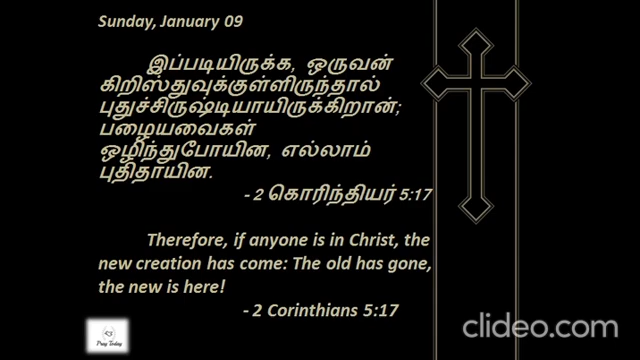 Sunday, January 09
இப்படியிருக்க, ஒருவன்
கிறிஸ்துவுக்குள்ளிருந்தால்
புதுச்சிருஷ்டியாயிருக்கிறான்;
பழையவைகள்
ஒழிந்துபோயின, எல்லாம்
புதிதாயின.
- 2 கொரிந்தியர் 5:17
Therefore, if anyone is in Christ, the
new creation has come: The old has gone,
the new is here!
- 2 Corinthians 5:17
Pray Today
clideo.com